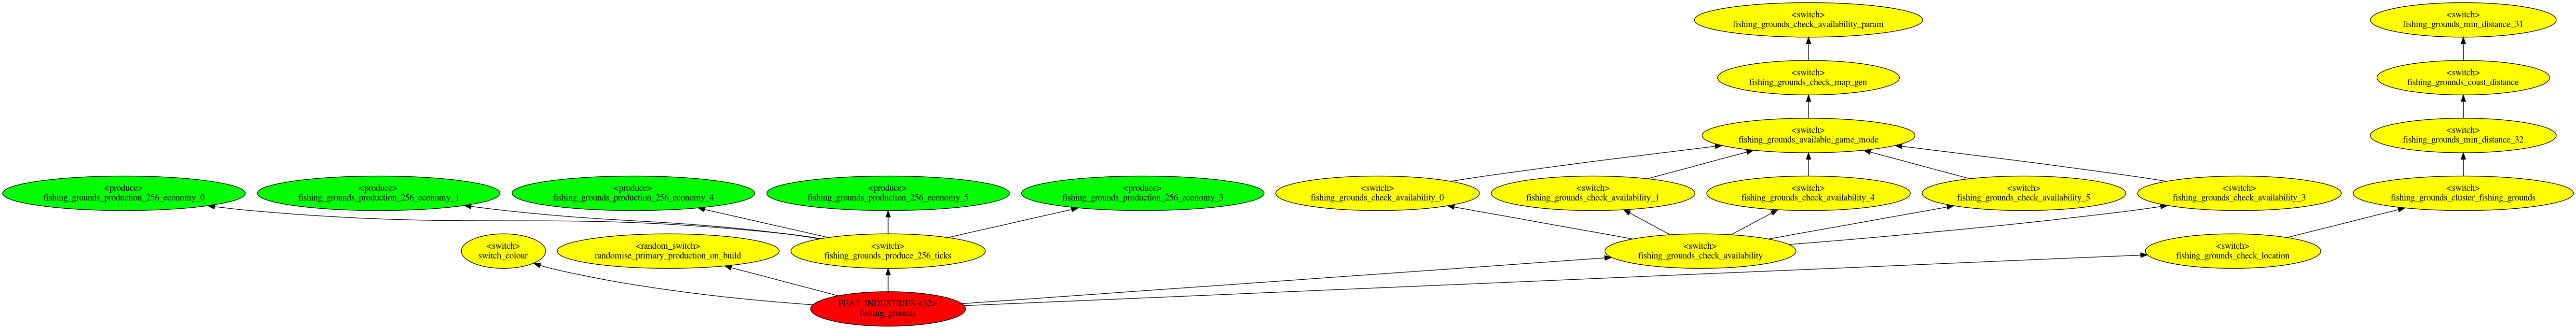 <switch>
fishing_grounds_check_availability_param
<switch>
fishing_grounds_min_distance_31
<switch>
fishing_grounds_check_map_gen
<switch>
fishing_grounds_coast_distance
<switch>
fishing_grounds_available_game_mode
<switch>
fishing_grounds_min_distance_32
<produce>
fishing_grounds_production_256_economy_0
<produce>
fishing_grounds_production_256_economy_1
<produce>
fishing_grounds_production_256_economy_4
<produce>
fishing_grounds_production_256_economy_5
<produce>
fishing_grounds_production_256_economy_3
<switch>
fishing_grounds_check_availability_0
<switch>
fishing_grounds_check_availability_1
<switch>
fishing_grounds_check_availability_4
<switch>
fishing_grounds_check_availability_5
<switch>
fishing_grounds_check_availability_3
<switch>
fishing_grounds_cluster_fishing_grounds
<switch>
switch_colour
<random_switch>
randomise_primary_production_on_build
<switch>
fishing_grounds_produce_256_ticks
<switch>
fishing_grounds_check_availability
<switch>
fishing_grounds_check_location
FEAT_INDUSTRIES <32>
fishing_grounds